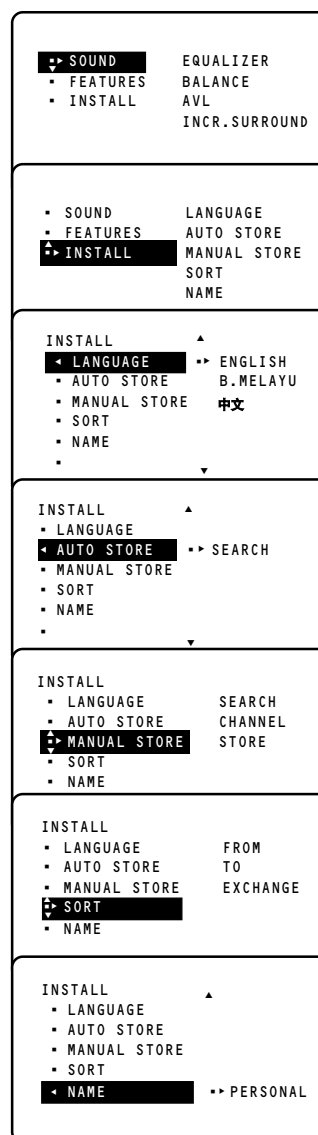 SOUND EQUALIZER
FEATURES BALANCE
INSTALL AVL
INCR.SURROUND
SOUND LANGUAGE
FEATURES AUTO STORE
INSTALL MANUAL STORE
SORT
NAME
INSTALL
LANGUAGE ENGLISH
AUTO STORE B.MELAYU
MANUAL STORE 中文
SORT
NAME
INSTALL
LANGUAGE
AUTO STORE SEARCH
MANUAL STORE
SORT
NAME
INSTALL
LANGUAGE SEARCH
AUTO STORE CHANNEL
MANUAL STORE STORE
SORT
NAME
INSTALL
LANGUAGE FROM
AUTO STORE TO
MANUAL STORE EXCHANGE
SORT
NAME
INSTALL
LANGUAGE
AUTO STORE
MANUAL STORE
SORT
NAME PERSONAL